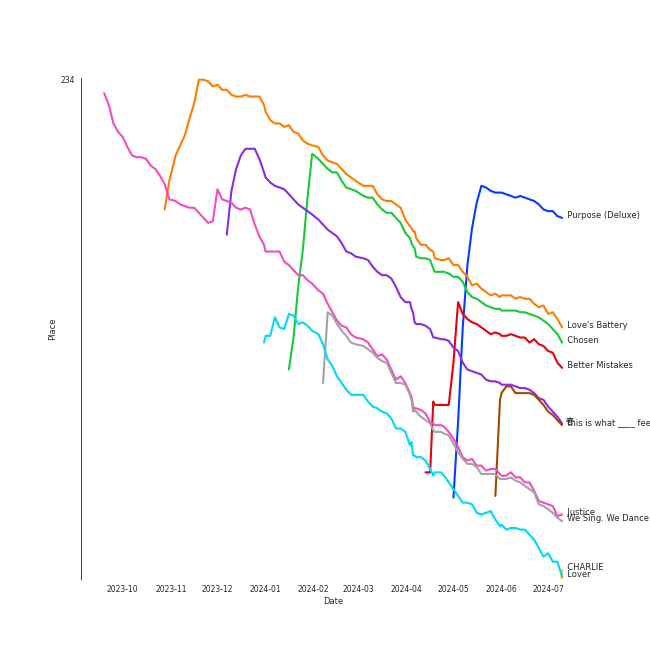 234
Purpose (Deluxe)
Love's Battery
Chosen
Better Mistakes
this is what ____ fee
Justice
We Sing. We Dance
CHARLIE
Lover
Place
2023-10
2023-11
2023-12
2024-01
2024-02
2024-03
2024-04
2024-05
2024-06
2024-07
Date